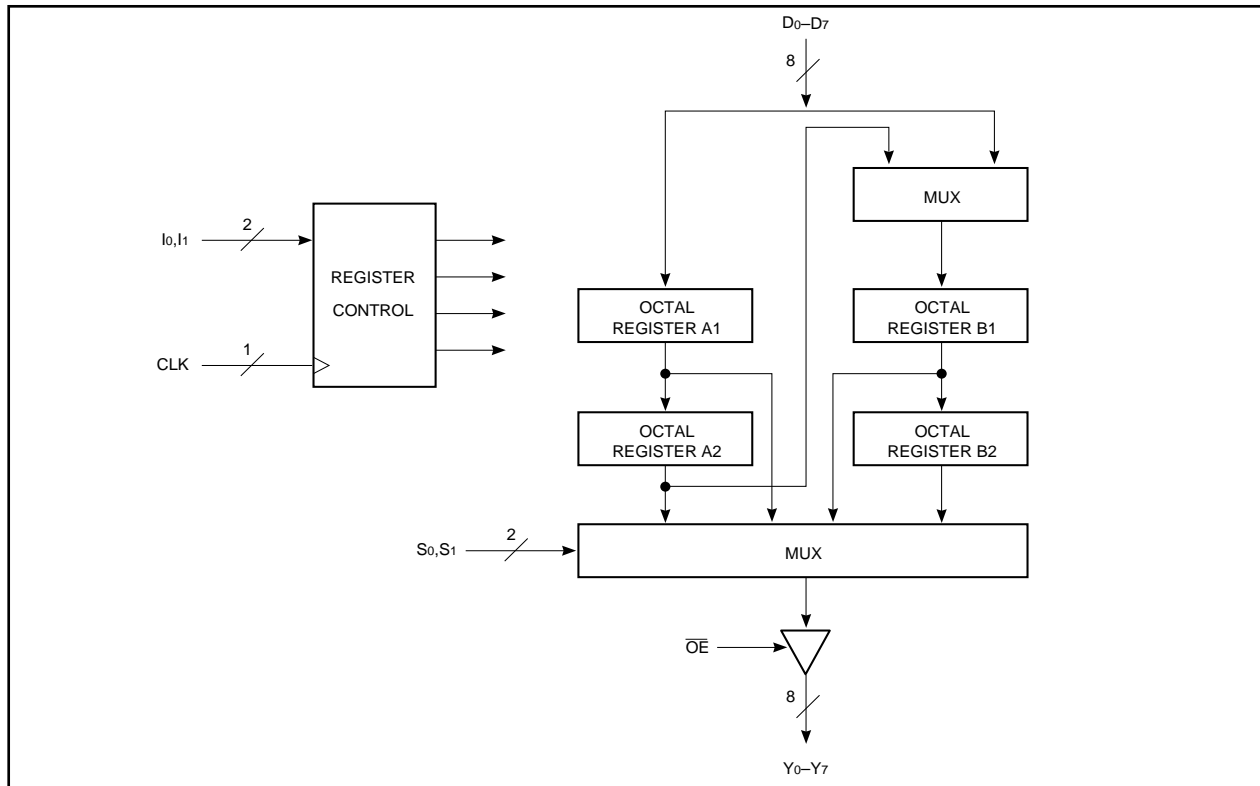 D0–D7
8
MUX
I0,I1
2
REGISTER
CONTROL
CLK
1
OCTAL
REGISTER A1
OCTAL
REGISTER B1
OCTAL
REGISTER A2
OCTAL
REGISTER B2
S0,S1
2
MUX
OE
8
Y0–Y7